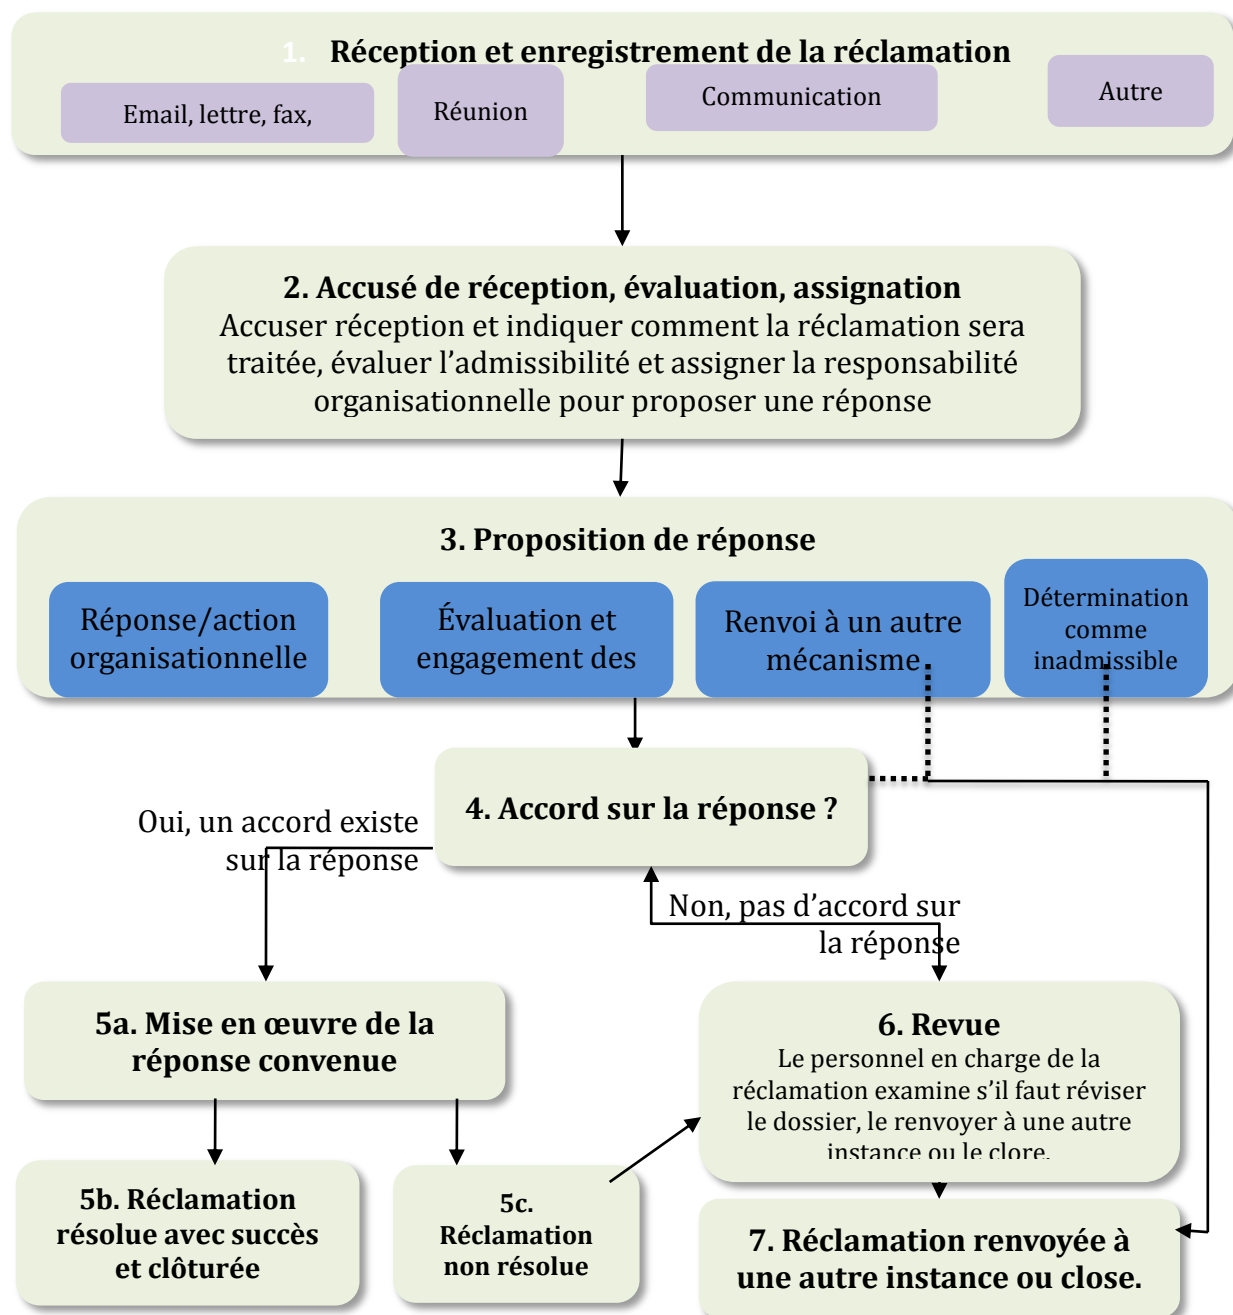 1. Réception et enregistrement de la réclamation
Email, lettre, fax,
Réunion
Communication
Autre
2. Accusé de réception, évaluation, assignation
Accuser réception et indiquer comment la réclamation sera
traitée, évaluer l’admissibilité et assigner la responsabilité
organisationnelle pour proposer une réponse
3. Proposition de réponse
Réponse/action
organisationnelle
Évaluation et
engagement des
Renvoi à un autre
mécanisme
Détermination
comme
inadmissible
4. Accord sur la réponse ?
Oui, un accord existe
sur la réponse
Non, pas d’accord sur
la réponse
5a. Mise en œuvre de la
réponse convenue
6. Revue
Le personnel en charge de la
réclamation examine s’il faut réviser
le dossier, le renvoyer à une autre
instance ou le clore.
5b. Réclamation
résolue avec succès
et clôturée
5c.
Réclamation
non résolue
7. Réclamation renvoyée à
une autre instance ou close.